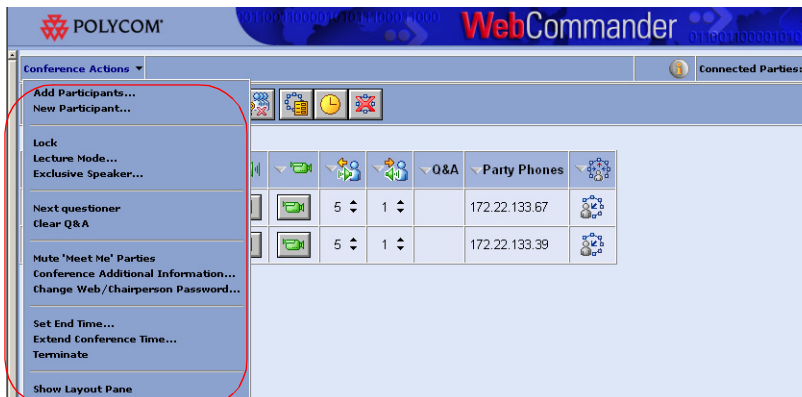 POLYCOM
WebCommander
Conference Actions
Connected Parties:
Add Participants...
New Participant...
Lock
Lecture Mode...
Exclusive Speaker...
Next questioner
Clear Q&A
Mute 'Meet Me' Parties
Conference Additional Information...
Change Web/Chairperson Password...
Set End Time...
Extend Conference Time...
Terminate
Show Layout Pane
Q&A Party Phones
5 1 172.22.133.67
5 1 172.22.133.39